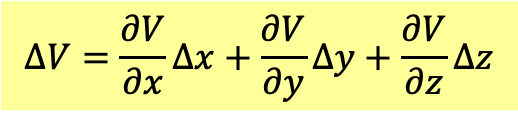 ΔV = ∂V/∂x Δx + ∂V/∂y Δy + ∂V/∂z Δz